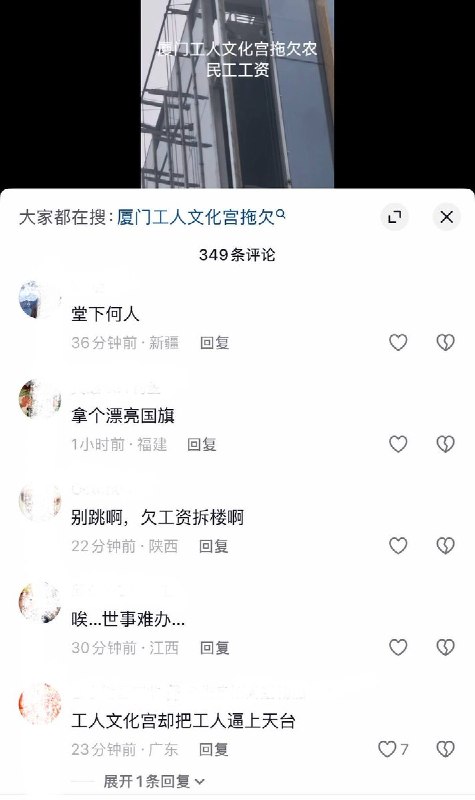 厦门工人文化宫拖欠农
民工工资
大家都在搜：厦门工人文化宫拖欠
349条评论
堂下何人
36分钟前·新疆 回复
拿个漂亮国旗
1小时前·福建 回复
别跳啊，欠工资拆楼啊
22分钟前·陕西 回复
唉...世事难办...
30分钟前·江西 回复
工人文化宫却把工人逼上天台
23分钟前·广东 回复 7
展开1条回复